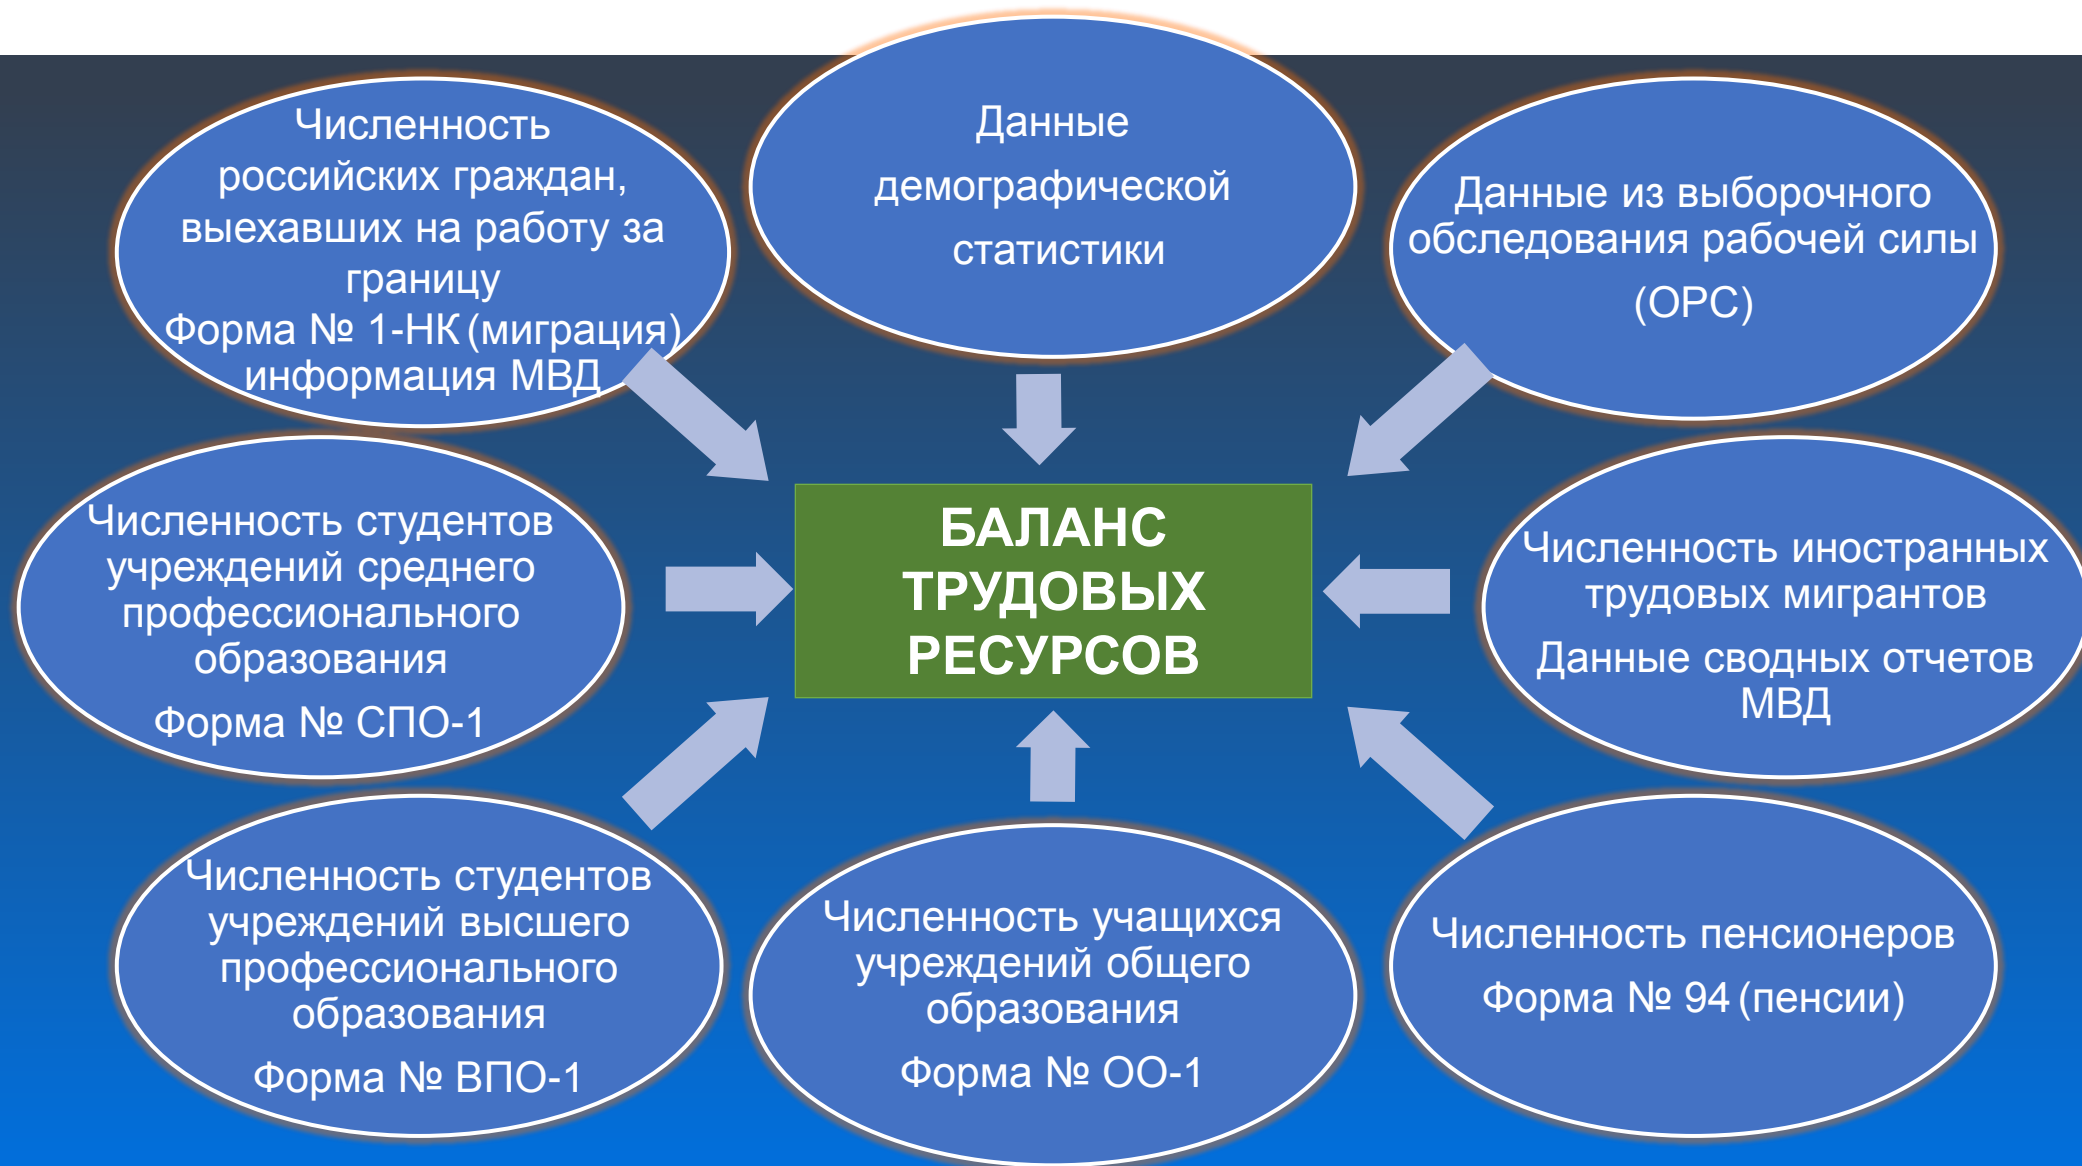 Численность
российских граждан,
выехавших на работу за
границу
Форма № 1-НК (миграция)
информация МВД
Данные
демографической
статистики
Данные из выборочного
обследования рабочей силы
(ОРС)
Численность студентов
учреждений среднего
профессионального
образования
Форма № СПО-1
БАЛАНС
ТРУДОВЫХ
РЕСУРСОВ
Численность иностранных
трудовых мигрантов
Данные сводных отчетов
МВД
Численность студентов
учреждений высшего
профессионального
образования
Форма № ВПО-1
Численность учащихся
учреждений общего
образования
Форма № ОО-1
Численность пенсионеров
Форма № 94 (пенсии)